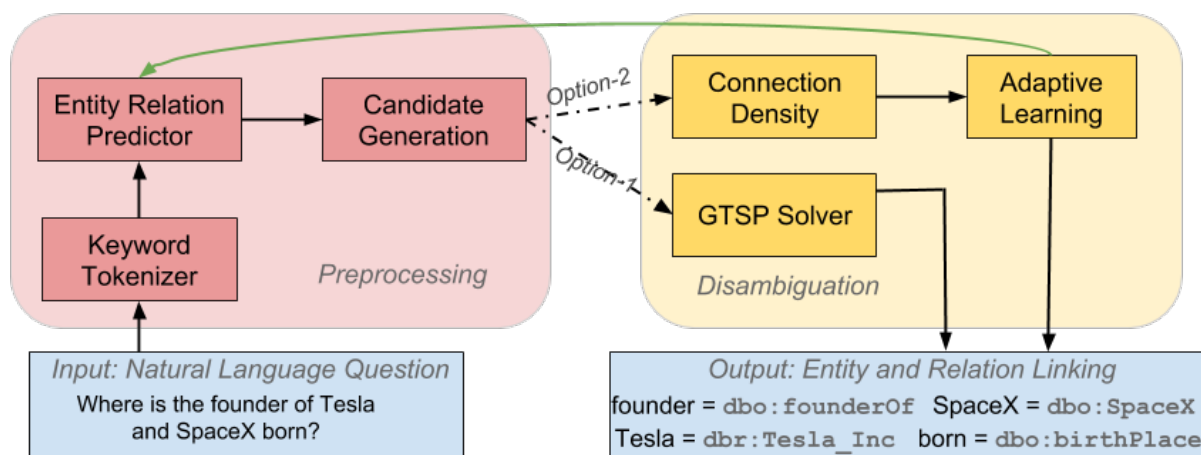 Entity Relation
Predictor
Candidate
Generation
Keyword
Tokenizer
Preprocessing
Option-2
Option-1
Connection
Density
Adaptive
Learning
GTSP Solver
Disambiguation
Input: Natural Language Question
Where is the founder of Tesla
and SpaceX born?
Output: Entity and Relation Linking
founder = dbo:founderOf SpaceX = dbo:SpaceX
Tesla = dbr:Tesla_Inc born = dbo:birthPlace